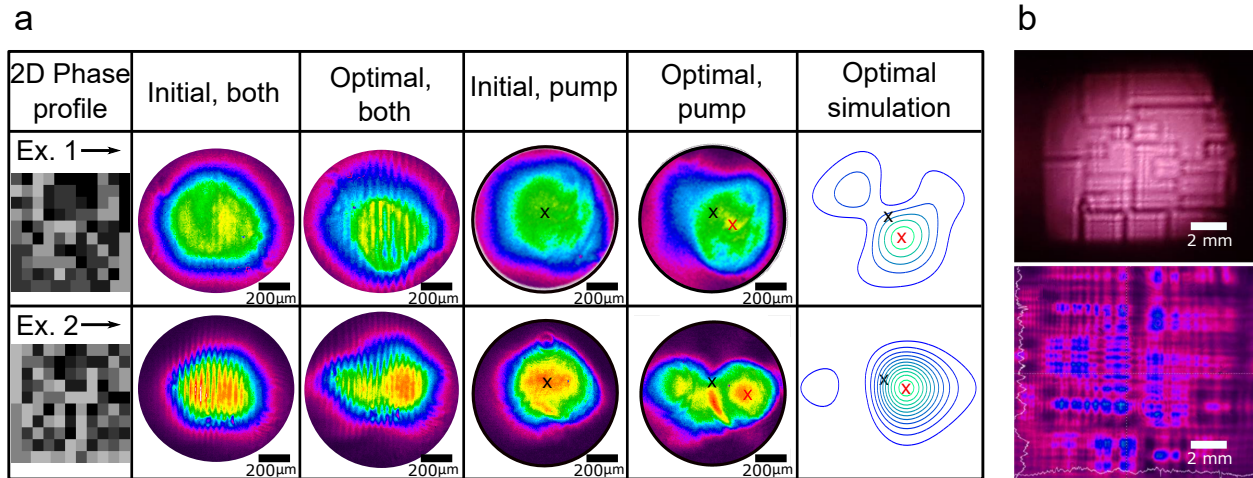 a
b
2D Phase
profile
Initial, both
Optimal,
both
Initial, pump
Optimal,
pump
Optimal
simulation
Ex. 1
x
x
x
x
x
200µm
200µm
200µm
200µm
2 mm
Ex. 2
x
x
x
x
x
200µm
200µm
200µm
200µm
2 mm